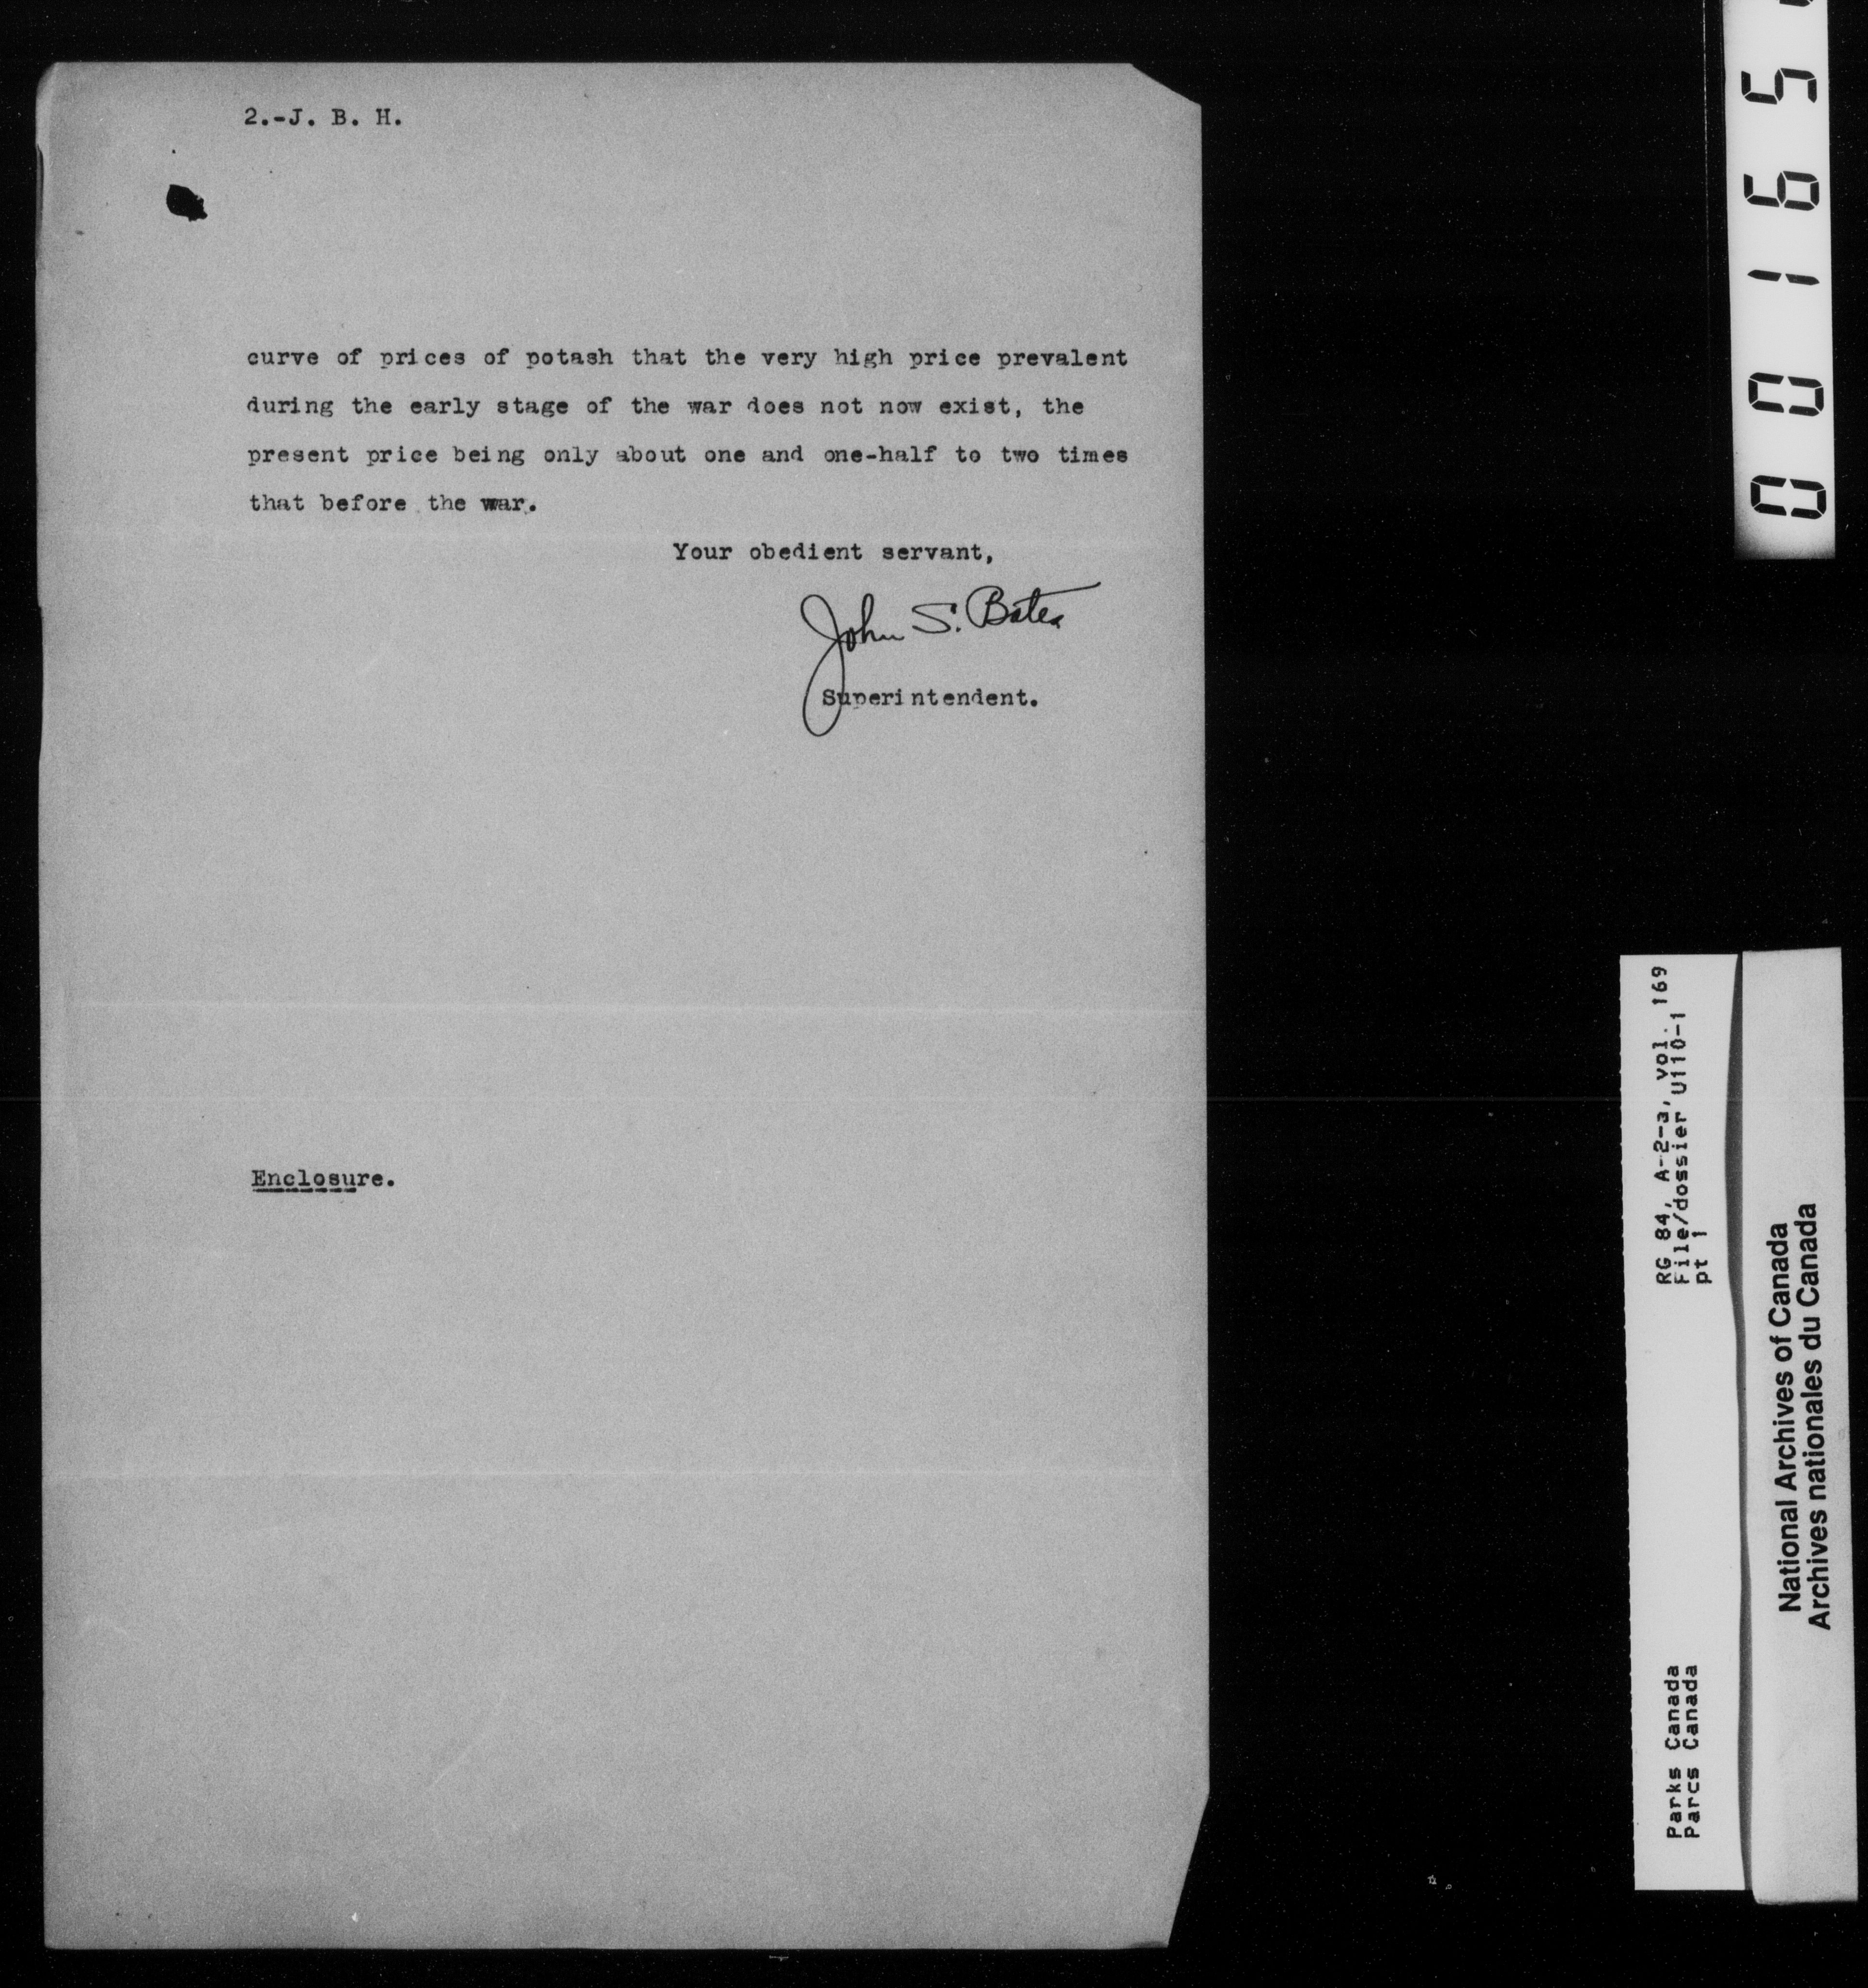 2.-J. B. H.
curve of prices of potash that the very high price prevalent
during the early stage of the war does not now exist, the
present price being only about one and one-half to two times
that before the war.
Your obedient servant,
John S. Bates
Superintendent.
Enclosure.
00165
RG 84, A-2-a, Vol. 169
File/dossier U110-1
pt 1
Parks Canada
Parcs Canada
National Archives of Canada
Archives nationales du Canada